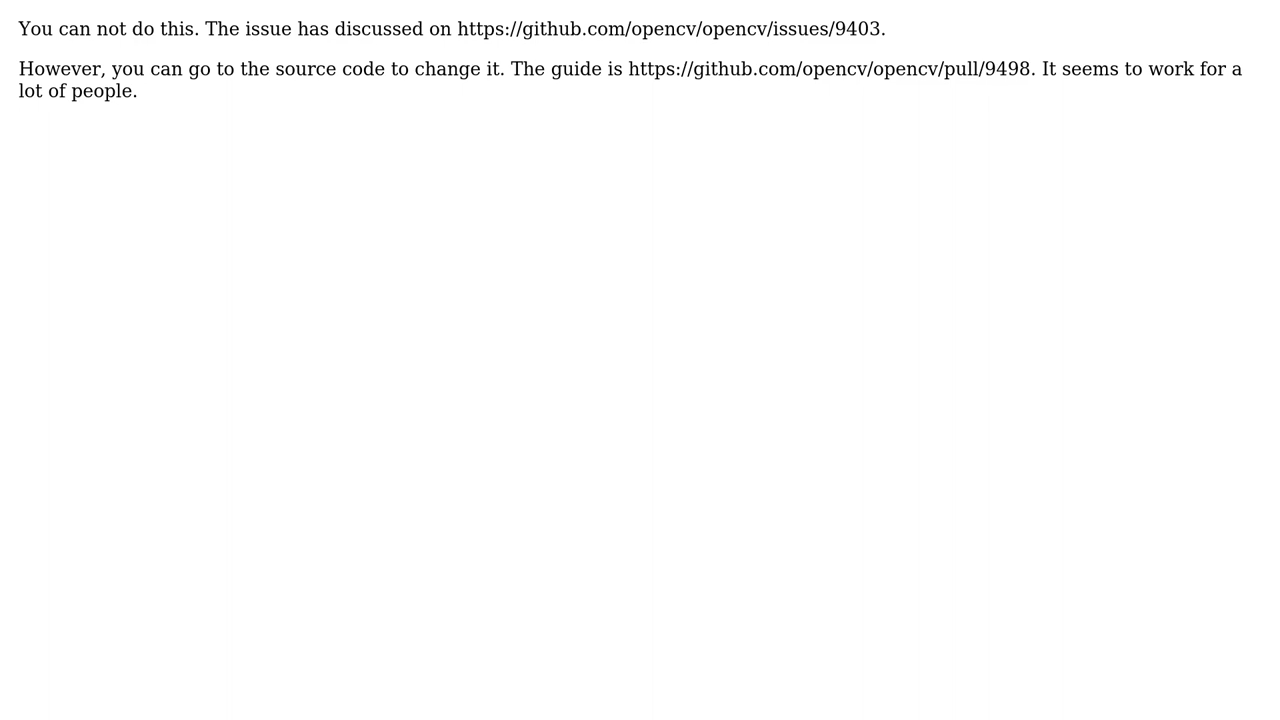 You can not do this. The issue has discussed on https://github.com/opencv/opencv/issues/9403.
However, you can go to the source code to change it. The guide is https://github.com/opencv/opencv/pull/9498. It seems to work for a
lot of people.